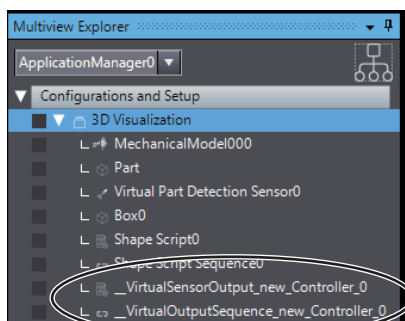 Multiview Explorer
ApplicationManager0
Configurations and Setup
3D Visualization
MechanicalModel000
Part
Virtual Part Detection Sensor0
Box0
Shape Script0
Shape Script Sequence0
__VirtualSensorOutput_new_Controller_0
__VirtualOutputSequence_new_Controller_0